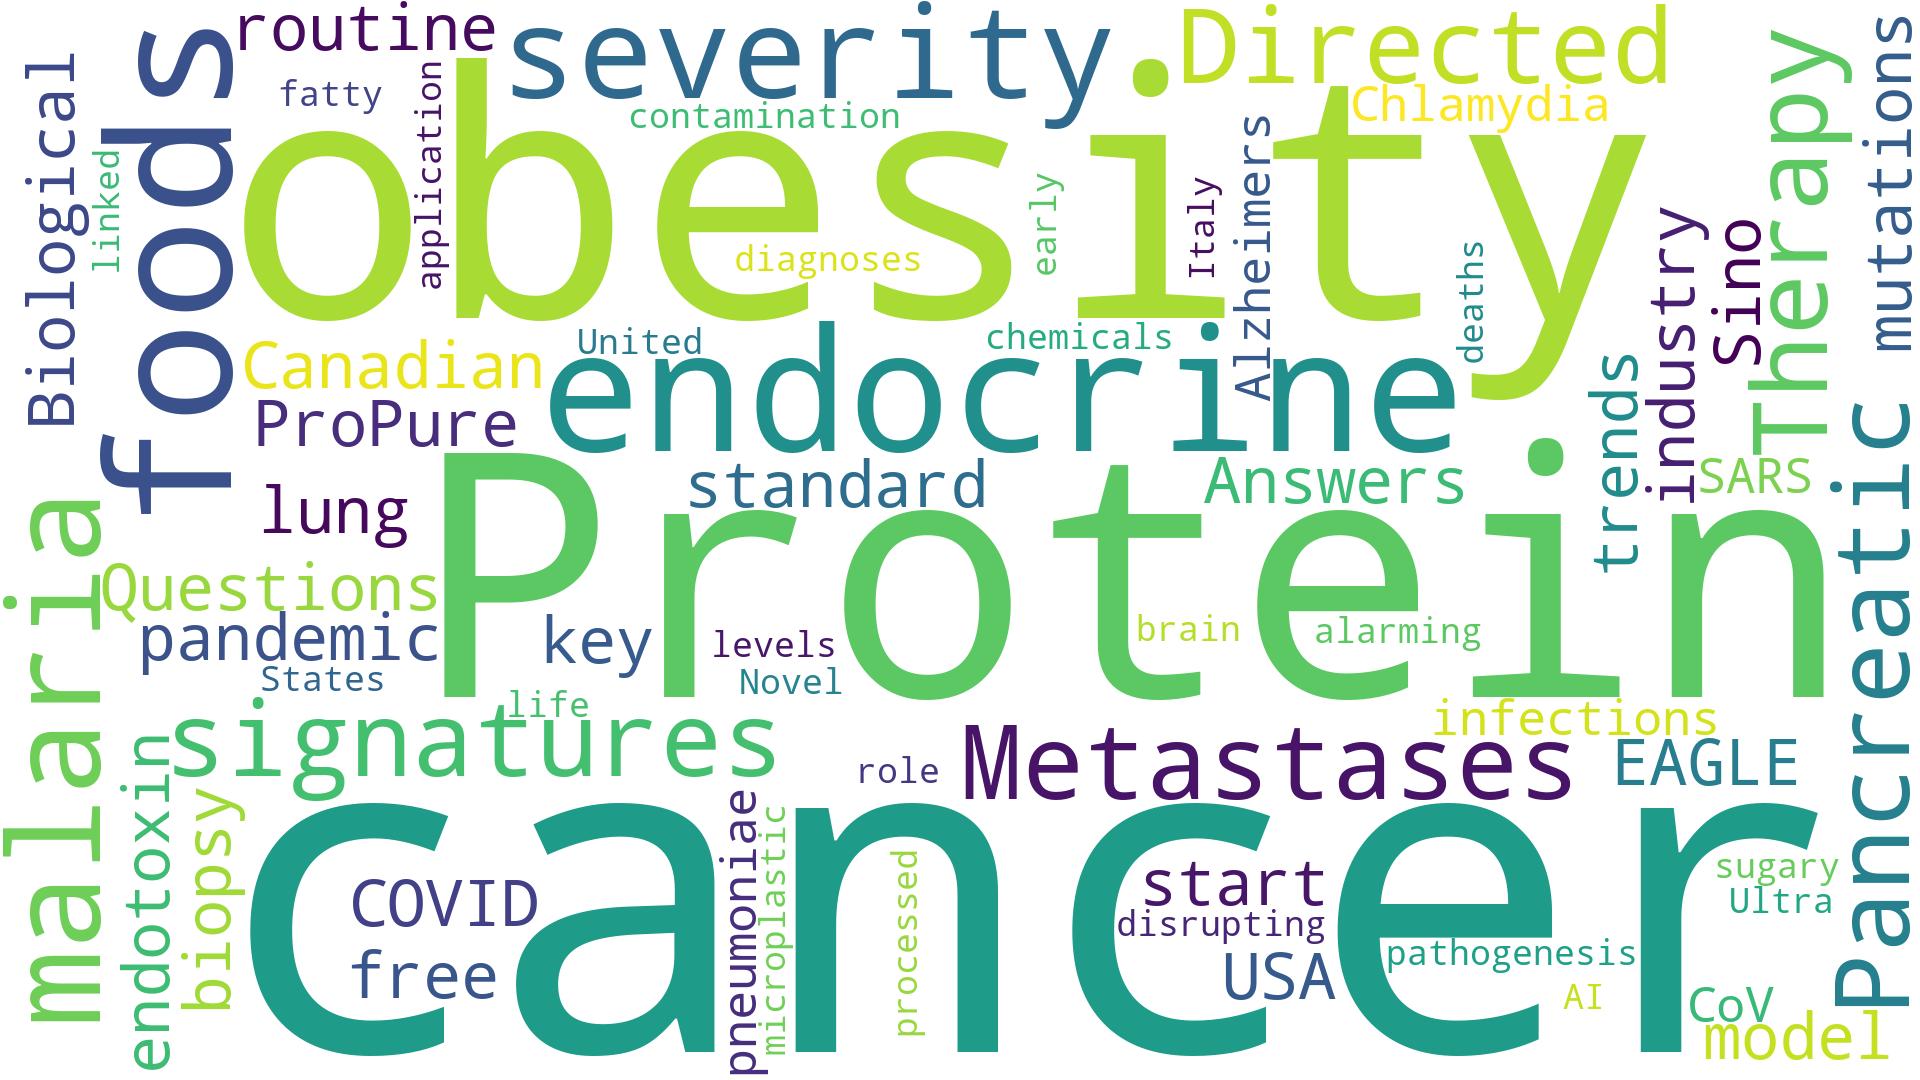 routine
severity
Directed
fatty
contamination
Chlamydia
obesity
foods
Biological
linked
application
diagnoses
early
Italy
Alzheimers
deaths
industry
Sino
Therapy
mutations
United
chemicals
Canadian
endocrine
ProPure
trends
standard
Answers
SARS
lung
Protein
Pancreatic
malaria
Questions
pandemic
key
levels
brain
alarming
States
Novel
life
signatures
infections
Metastases
EAGLE
role
endotoxin
biopsy
cancer
COVID
free
pneumoniae
microplastic
processed
start
disrupting
USA
pathogenesis
AI
sugary
Ultra
CoV
model